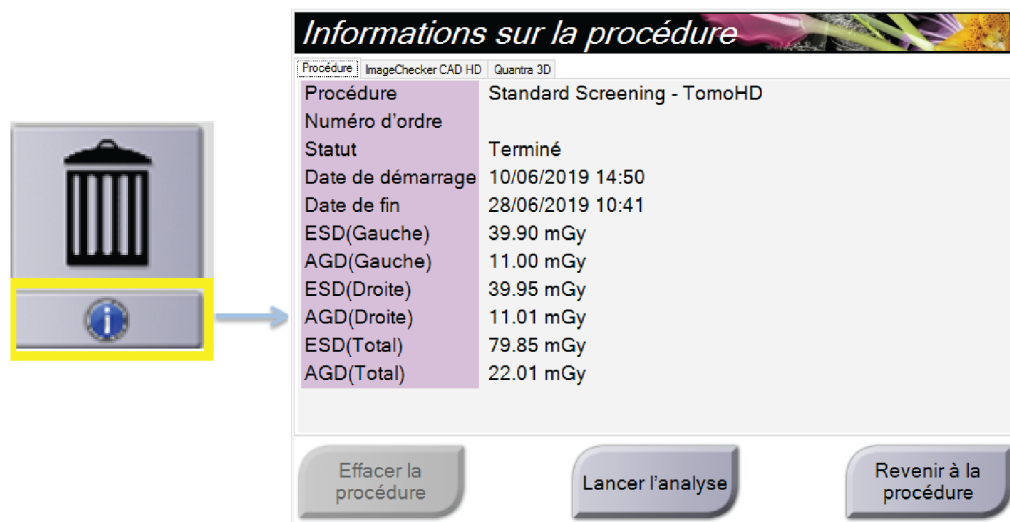 Informations sur la procédure
Procédure ImageChecker CAD HD Quantra 3D
Procédure Standard Screening - TomoHD
Numéro d'ordre
Statut Terminé
Date de démarrage 10/06/2019 14:50
Date de fin 28/06/2019 10:41
ESD(Gauche) 39.90 mGy
AGD(Gauche) 11.00 mGy
ESD(Droite) 39.95 mGy
AGD(Droite) 11.01 mGy
ESD(Total) 79.85 mGy
AGD(Total) 22.01 mGy
Effacer la
procédure
Lancer l'analyse
Revenir à la
procédure